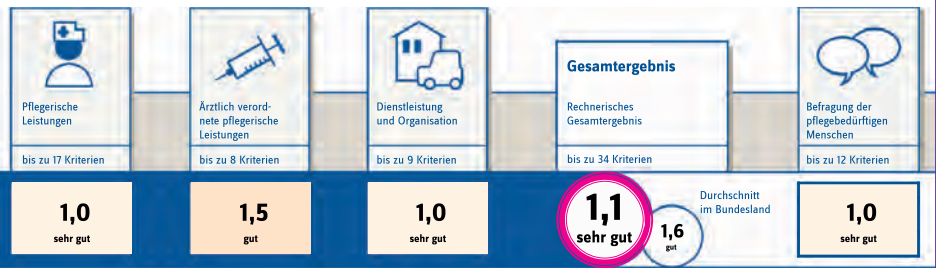 Pflegerische
Leistungen
bis zu 17 Kriterien
1,0
sehr gut
Ärztlich verord-
nete pflegerische
Leistungen
bis zu 8 Kriterien
1,5
gut
Dienstleistung
und Organisation
bis zu 9 Kriterien
1,0
sehr gut
Gesamtergebnis
Rechnerisches
Gesamtergebnis
bis zu 34 Kriterien
1,1
sehr gut
Durchschnitt
im Bundesland
1,6
gut
Befragung der
pflegebedürftigen
Menschen
bis zu 12 Kriterien
1,0
sehr gut